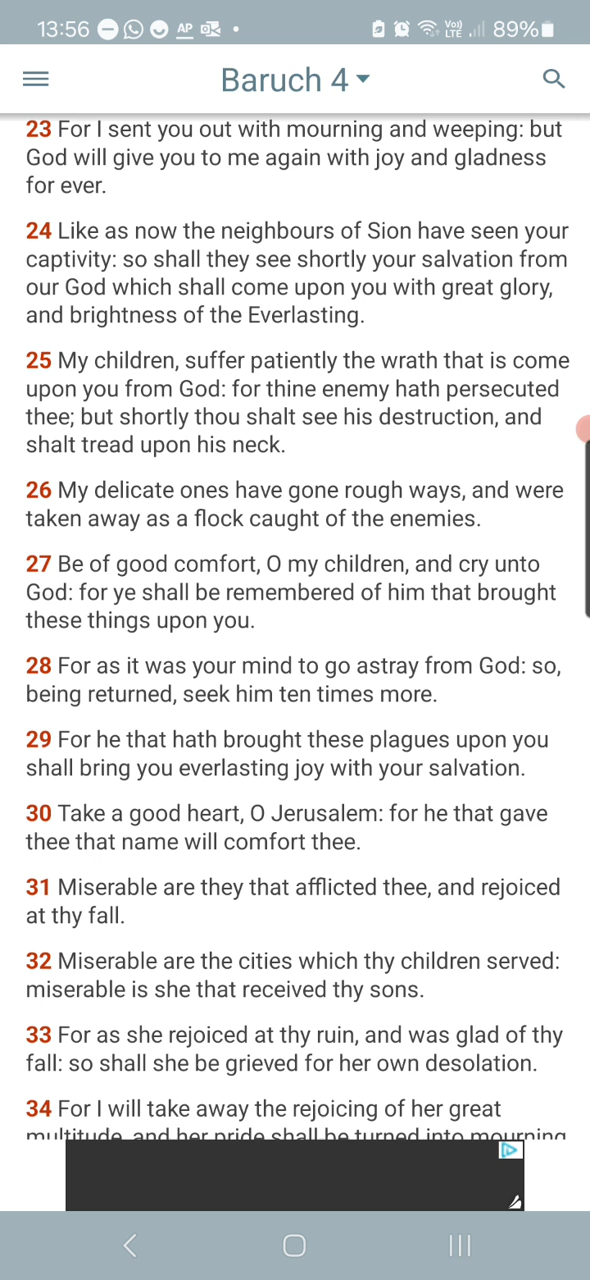 13:56 AP Vo)) LTE 89%
Baruch 4
23 For I sent you out with mourning and weeping: but
God will give you to me again with joy and gladness
for ever.
24 Like as now the neighbours of Sion have seen your
captivity: so shall they see shortly your salvation from
our God which shall come upon you with great glory,
and brightness of the Everlasting.
25 My children, suffer patiently the wrath that is come
upon you from God: for thine enemy hath persecuted
thee; but shortly thou shalt see his destruction, and
shalt tread upon his neck.
26 My delicate ones have gone rough ways, and were
taken away as a flock caught of the enemies.
27 Be of good comfort, O my children, and cry unto
God: for ye shall be remembered of him that brought
these things upon you.
28 For as it was your mind to go astray from God: so,
being returned, seek him ten times more.
29 For he that hath brought these plagues upon you
shall bring you everlasting joy with your salvation.
30 Take a good heart, O Jerusalem: for he that gave
thee that name will comfort thee.
31 Miserable are they that afflicted thee, and rejoiced
at thy fall.
32 Miserable are the cities which thy children served:
miserable is she that received thy sons.
33 For as she rejoiced at thy ruin, and was glad of thy
fall: so shall she be grieved for her own desolation.
34 For I will take away the rejoicing of her great
multitude, and her pride shall be turned into mourning